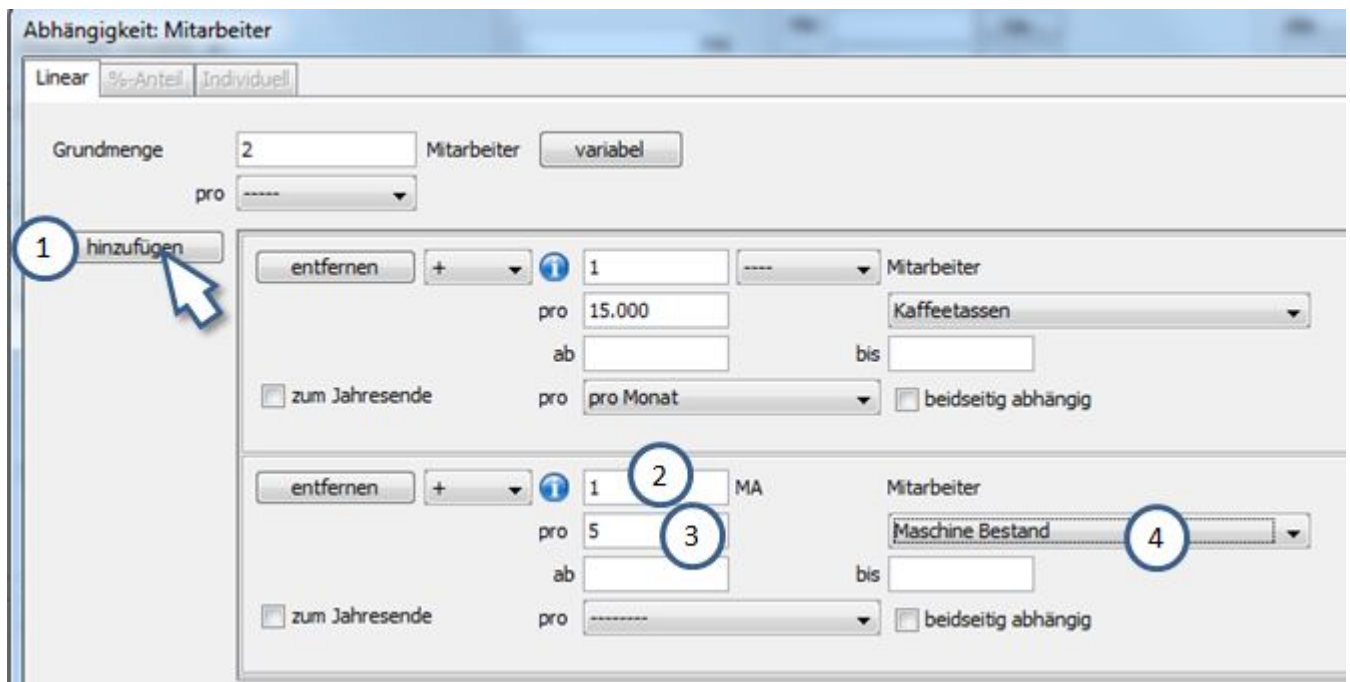 Abhängigkeit: Mitarbeiter
Linear %-Anteil Individuell
Grundmenge 2 Mitarbeiter variabel
pro -----
1 hinzufügen
entfernen + 1 ---- Mitarbeiter
pro 15.000 Kaffeetassen
ab bis
zum Jahresende pro pro Monat beidseitig abhängig
entfernen + 1 2 MA Mitarbeiter
pro 5 3 Maschine Bestand 4
ab bis
zum Jahresende pro -------- beidseitig abhängig